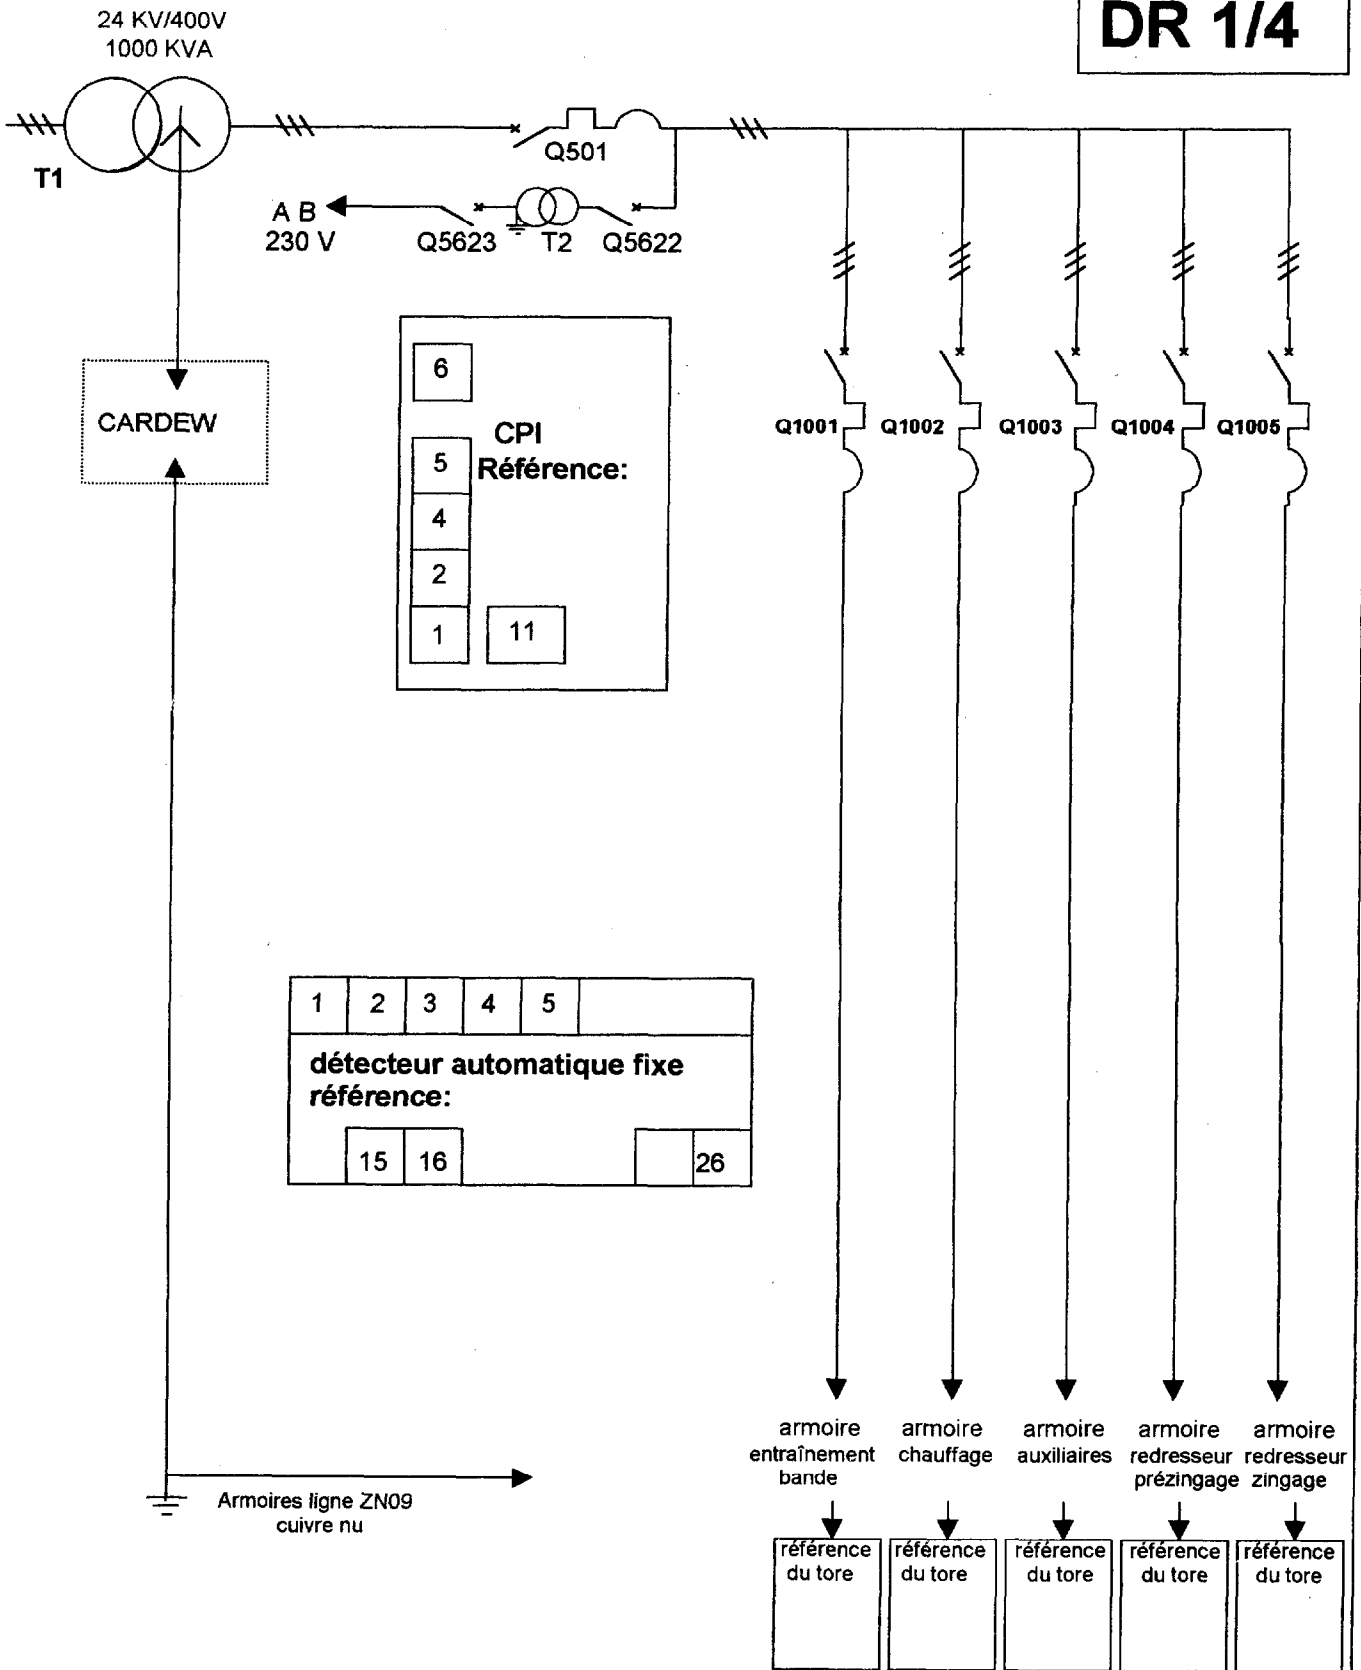 24 KV/400V
1000 KVA
DR 1/4
T1
Q501
A B
230 V
Q5623
T2
Q5622
CARDEW
6
CPI
5
Référence:
4
2
1
11
Q1001
Q1002
Q1003
Q1004
Q1005
1
2
3
4
5
détecteur automatique fixe
référence:
15
16
26
armoire
entraînement
bande
armoire
chauffage
armoire
auxiliaires
armoire
redresseur
prézingage
armoire
redresseur
zingage
Armoires ligne ZN09
cuivre nu
référence
du tore
référence
du tore
référence
du tore
référence
du tore
référence
du tore